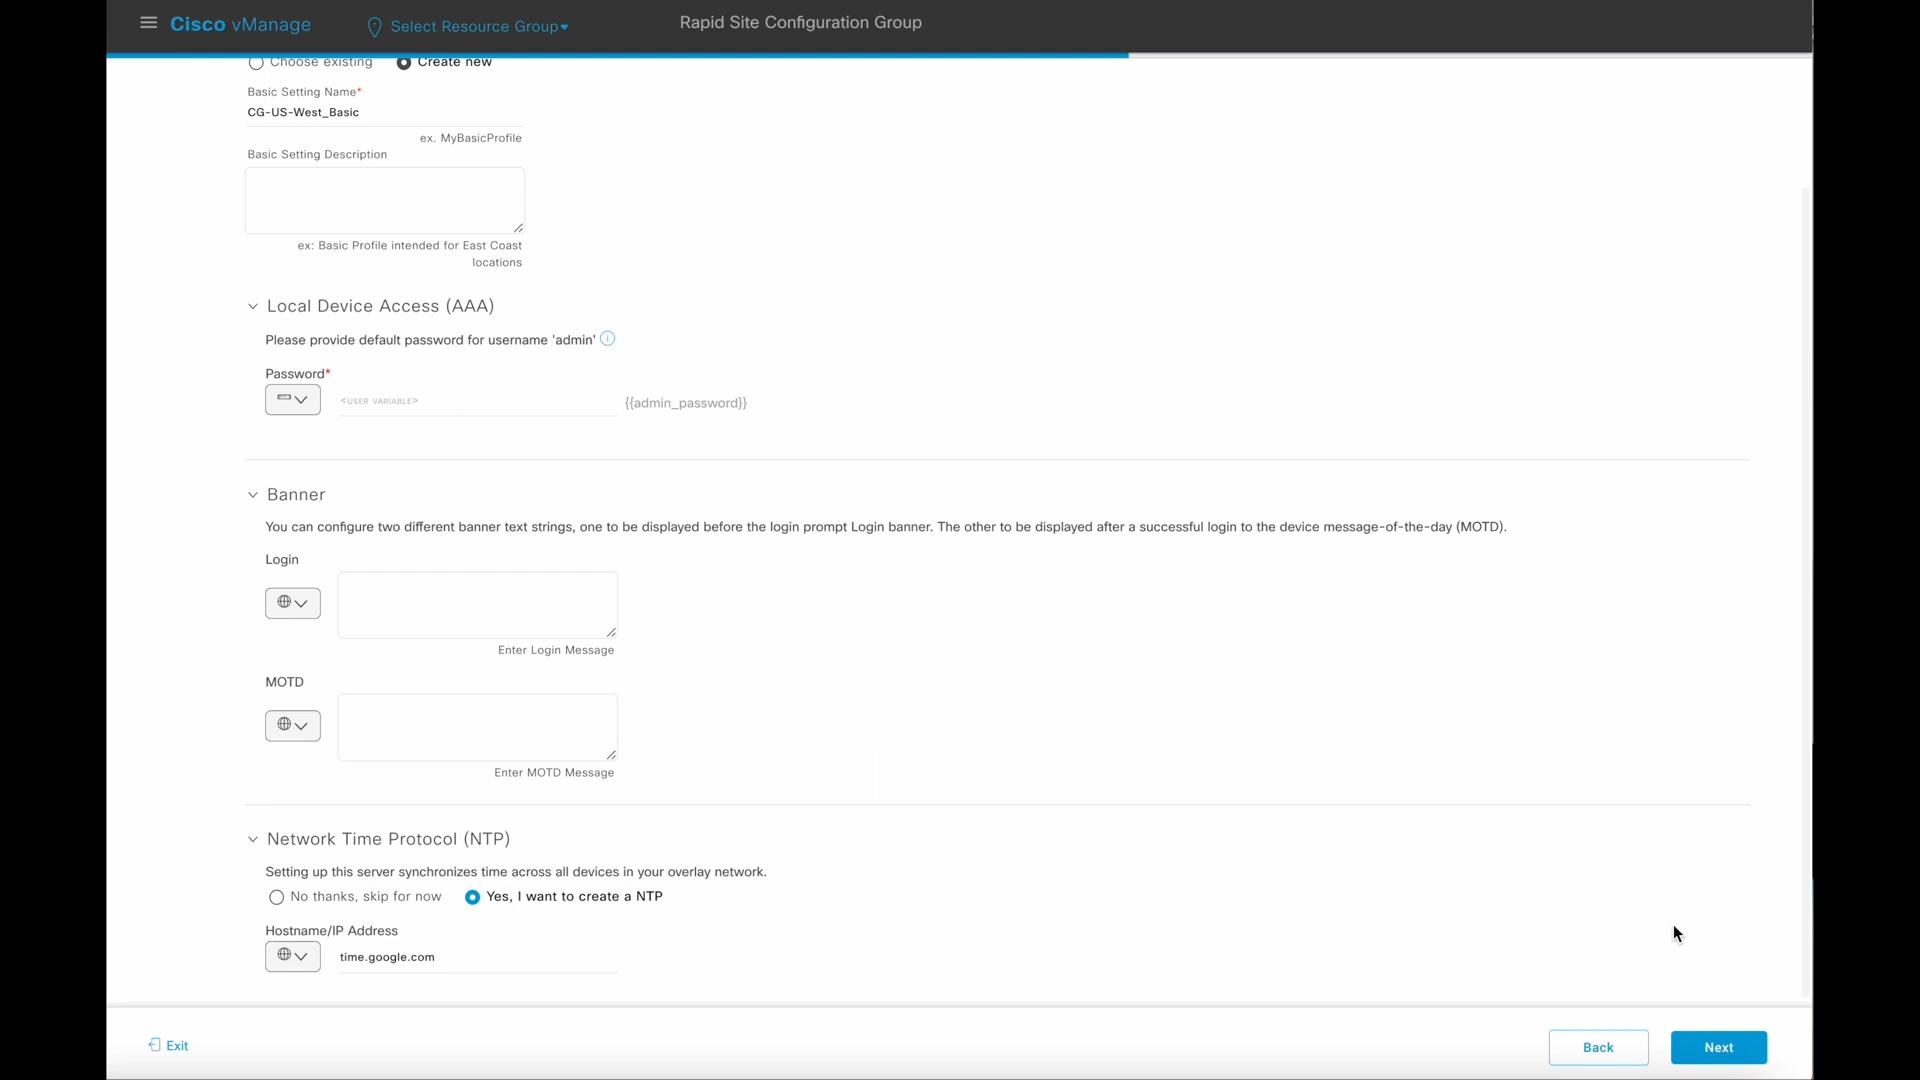 Cisco vManage
Select Resource Group
Rapid Site Configuration Group
Choose existing
Create new
Basic Setting Name*
CG-US-West_Basic
ex. MyBasicProfile
Basic Setting Description
ex: Basic Profile intended for East Coast
locations
Local Device Access (AAA)
Please provide default password for username 'admin'
Password*
<USER VARIABLE>
{{admin_password}}
Banner
You can configure two different banner text strings, one to be displayed before the login prompt Login banner. The other to be displayed after a successful login to the device message-of-the-day (MOTD).
Login
Enter Login Message
MOTD
Enter MOTD Message
Network Time Protocol (NTP)
Setting up this server synchronizes time across all devices in your overlay network.
No thanks, skip for now
Yes, I want to create a NTP
Hostname/IP Address
time.google.com
Exit
Back
Next